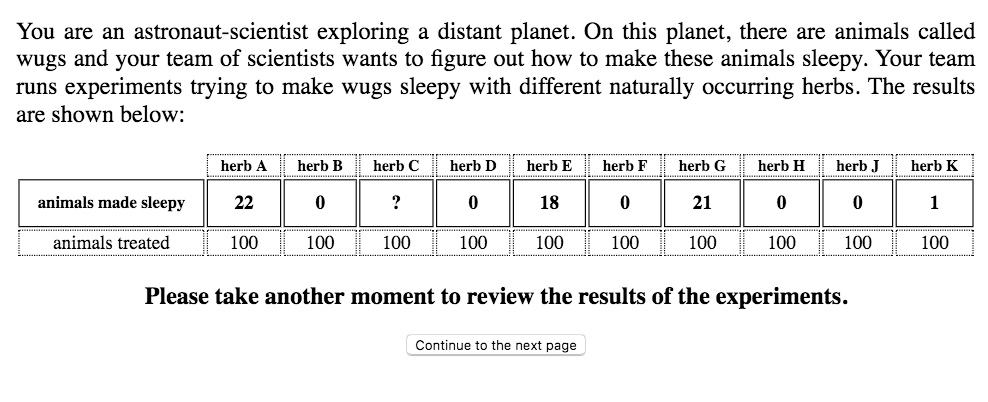 You are an astronaut-scientist exploring a distant planet. On this planet, there are animals called
wugs and your team of scientists wants to figure out how to make these animals sleepy. Your team
runs experiments trying to make wugs sleepy with different naturally occurring herbs. The results
are shown below:
herb A herb B herb C herb D herb E herb F herb G herb H herb J herb K
animals made sleepy 22 0 ? 0 18 0 21 0 0 1
animals treated 100 100 100 100 100 100 100 100 100 100
Please take another moment to review the results of the experiments.
Continue to the next page